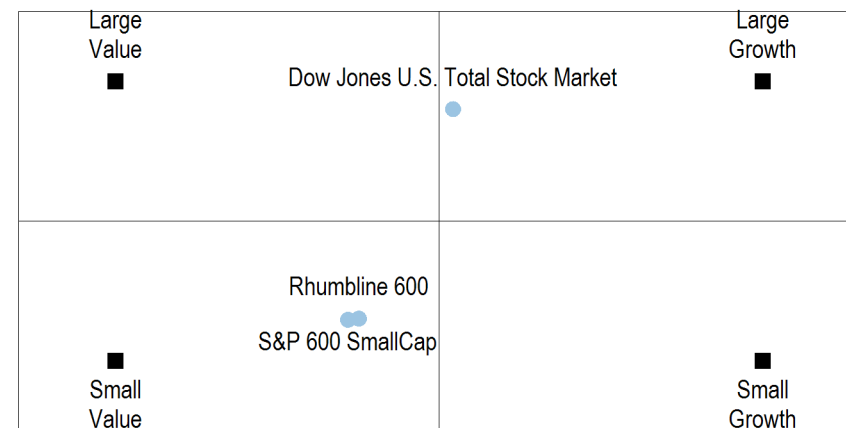 Large
Value
Large
Growth
Dow Jones U.S. Total Stock Market
Rhumbline 600
S&P 600 SmallCap
Small
Value
Small
Growth